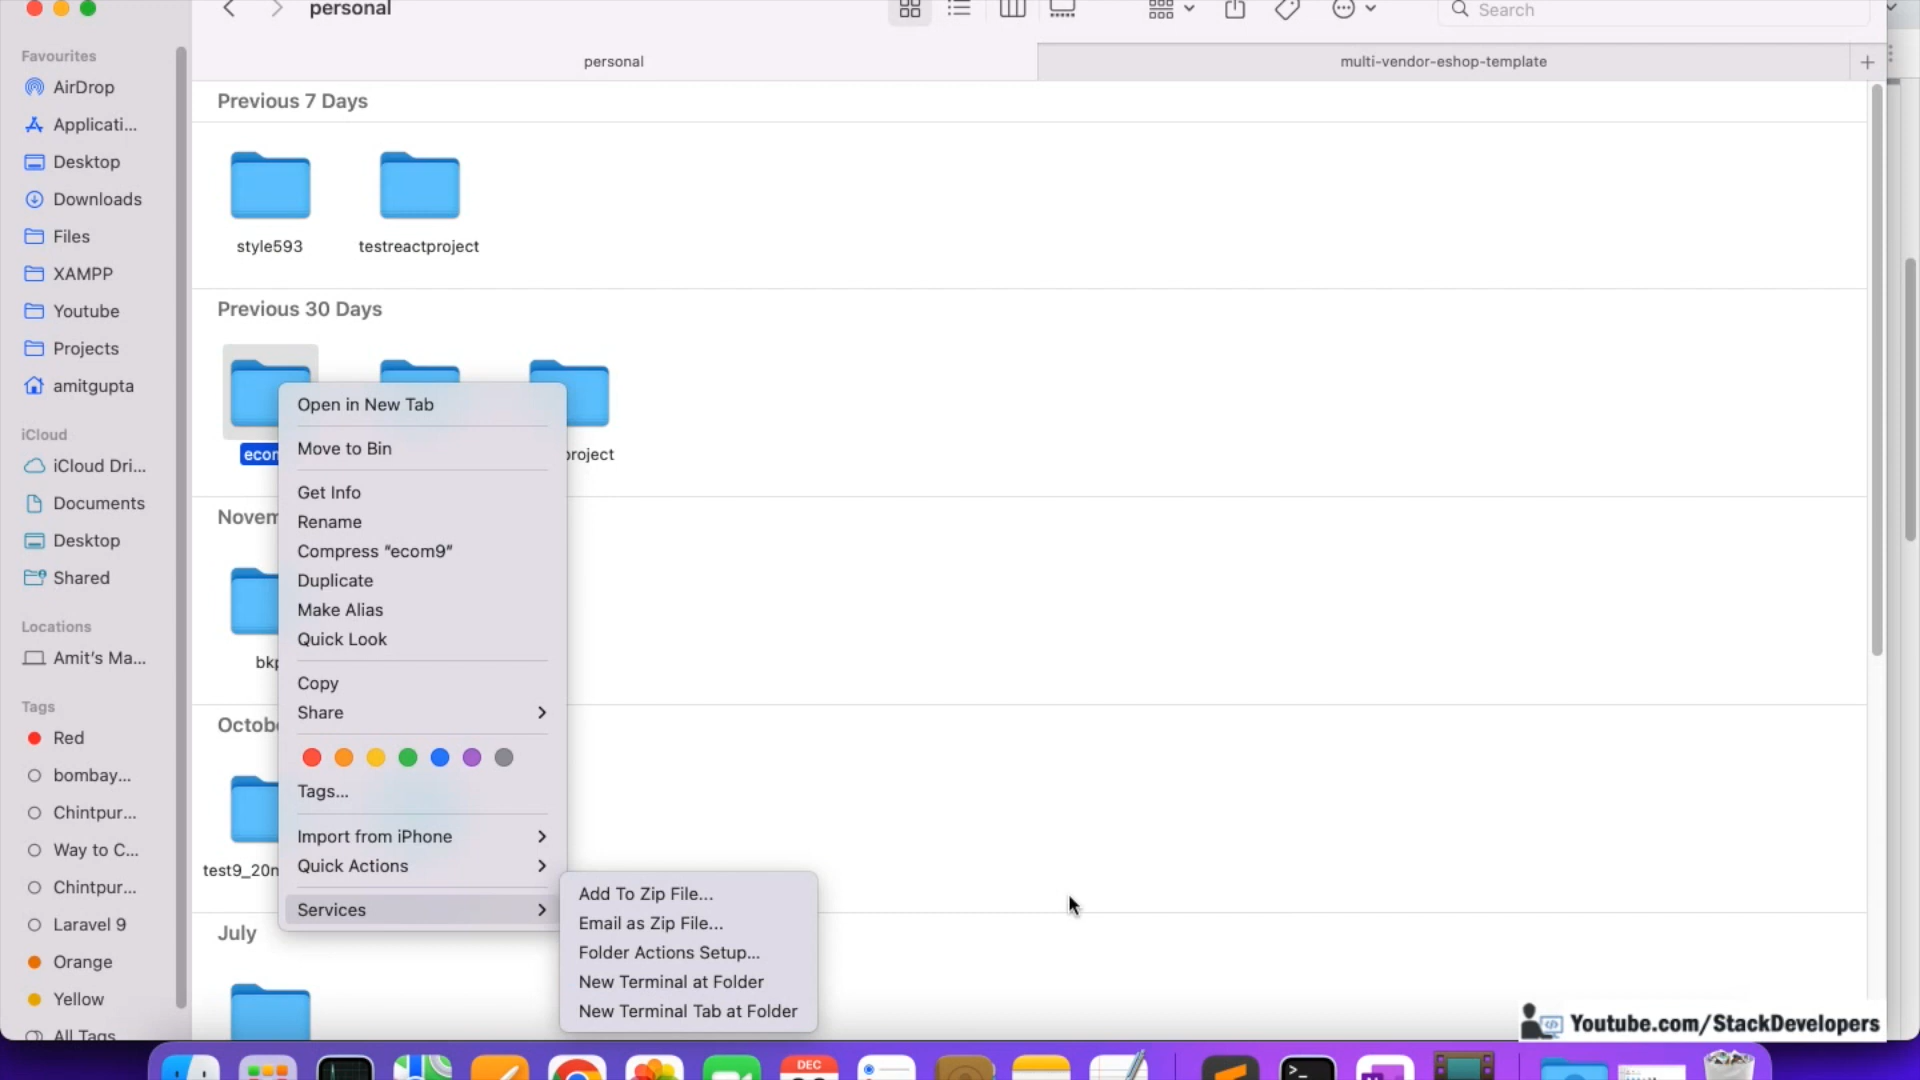 personal
Search
personal
multi-vendor-eshop-template
Favourites
AirDrop
Applicati...
Desktop
Downloads
Files
XAMPP
Youtube
Projects
amitgupta
iCloud
iCloud Dri...
Documents
Desktop
Shared
Locations
Amit's Ma...
Tags
Red
bombay...
Chintpur...
Way to C...
Chintpur...
Laravel 9
Orange
Yellow
All Tags
Previous 7 Days
style593
testreactproject
Previous 30 Days
ecom
project
Novem
bkp
Octobe
test9_20n
July
Open in New Tab
Move to Bin
Get Info
Rename
Compress "ecom9"
Duplicate
Make Alias
Quick Look
Copy
Share
Tags...
Import from iPhone
Quick Actions
Services
Add To Zip File...
Email as Zip File...
Folder Actions Setup...
New Terminal at Folder
New Terminal Tab at Folder
Youtube.com/StackDevelopers
DEC